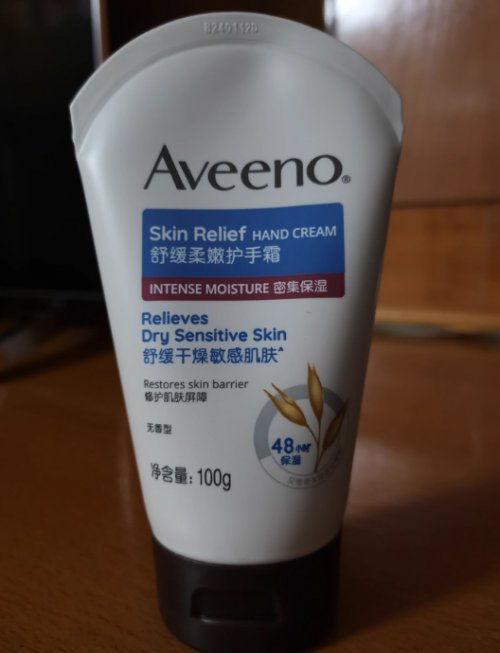 B240112D
Aveeno®
Skin Relief HAND CREAM
舒缓柔嫩护手霜
INTENSE MOISTURE 密集保湿
Relieves
Dry Sensitive Skin
舒缓干燥敏感肌肤^
Restores skin barrier
修护肌肤屏障
无香型
48小时
保湿
净含量：100g